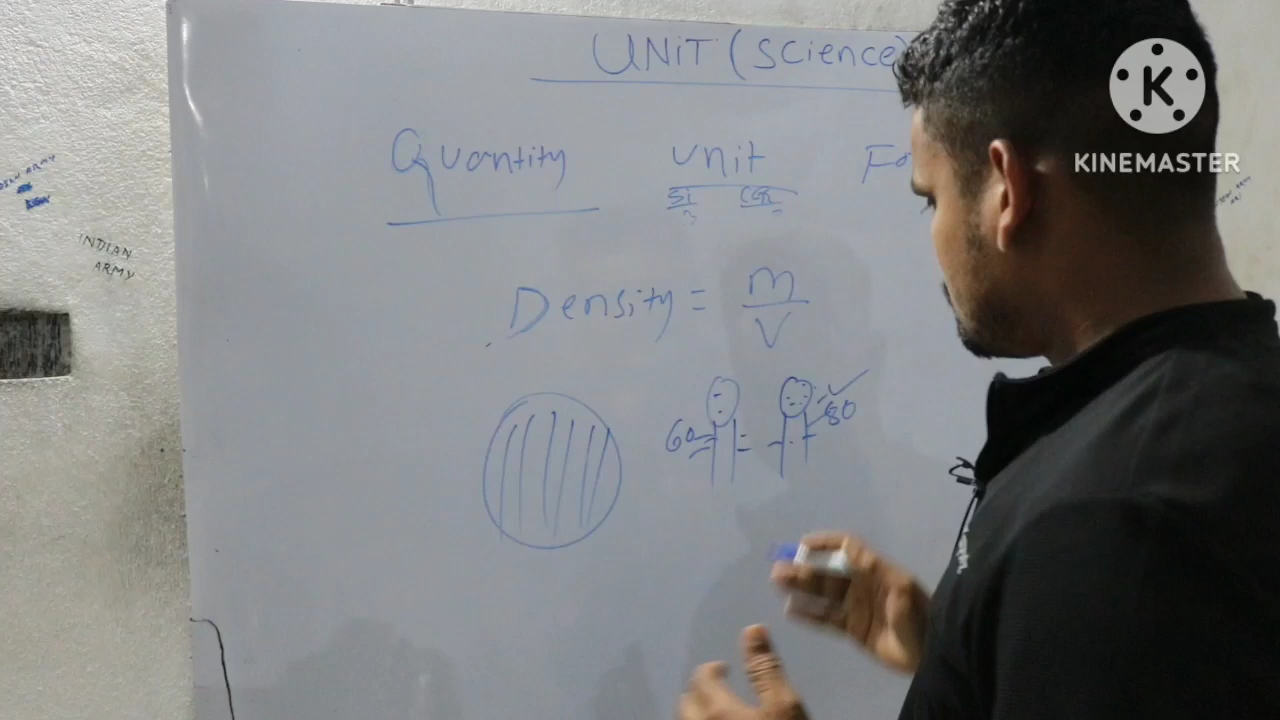 UNiT (Science
Quantity unit Fo
SI CGS
Density = m
V
60 80
INDIAN
ARMY
K
KINEMASTER